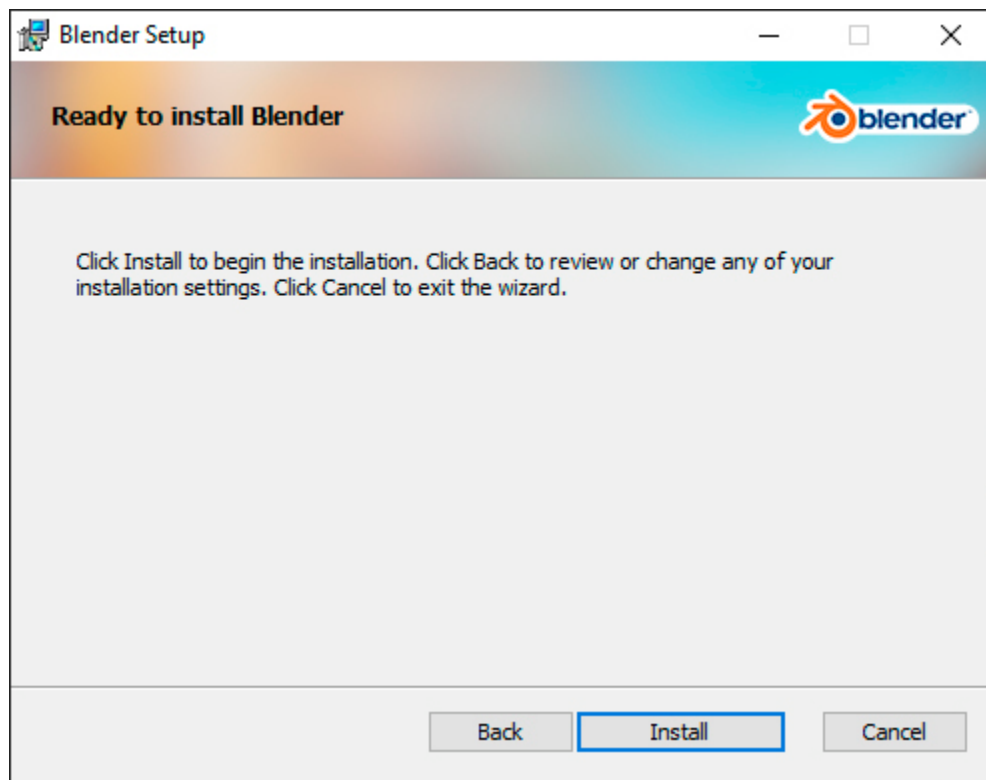 Blender Setup
Ready to install Blender
blender
Click Install to begin the installation. Click Back to review or change any of your
installation settings. Click Cancel to exit the wizard.
Back
Install
Cancel